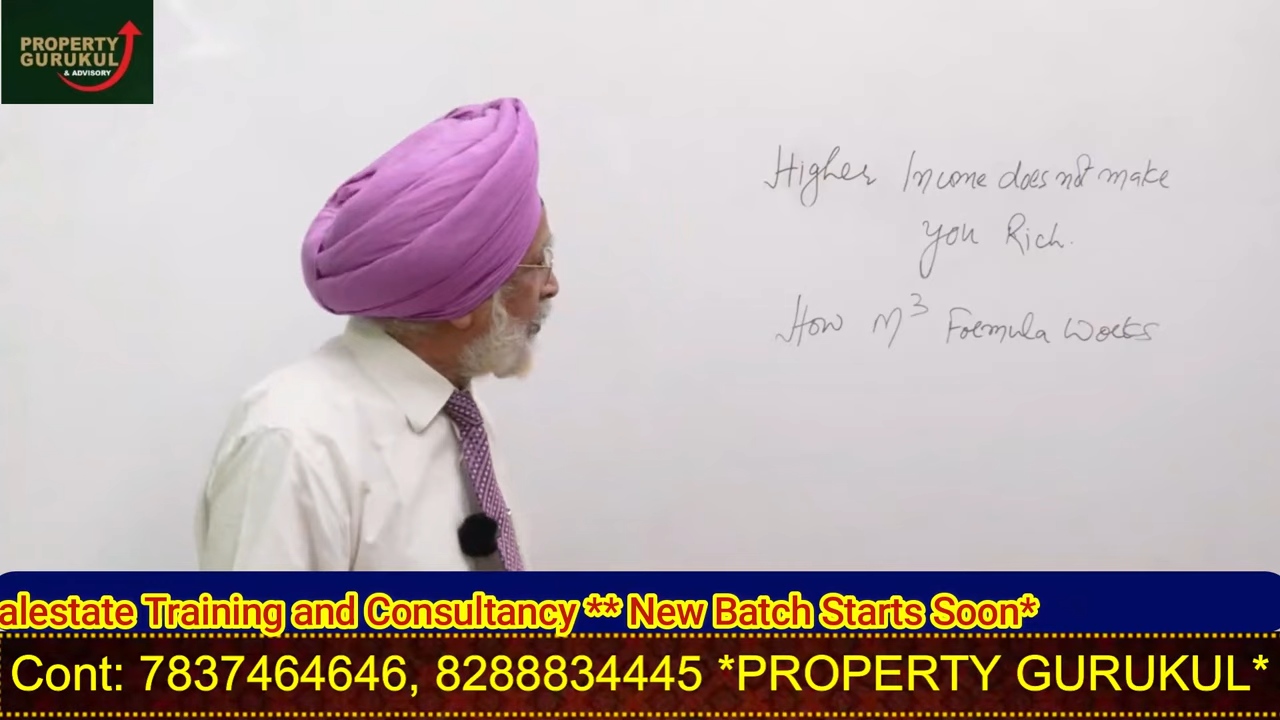 PROPERTY
GURUKUL
& ADVISORY
Higher Income does not make
you Rich.
How M³ Formula Works
alestate Training and Consultancy ** New Batch Starts Soon*
Cont: 7837464646, 8288834445 *PROPERTY GURUKUL*